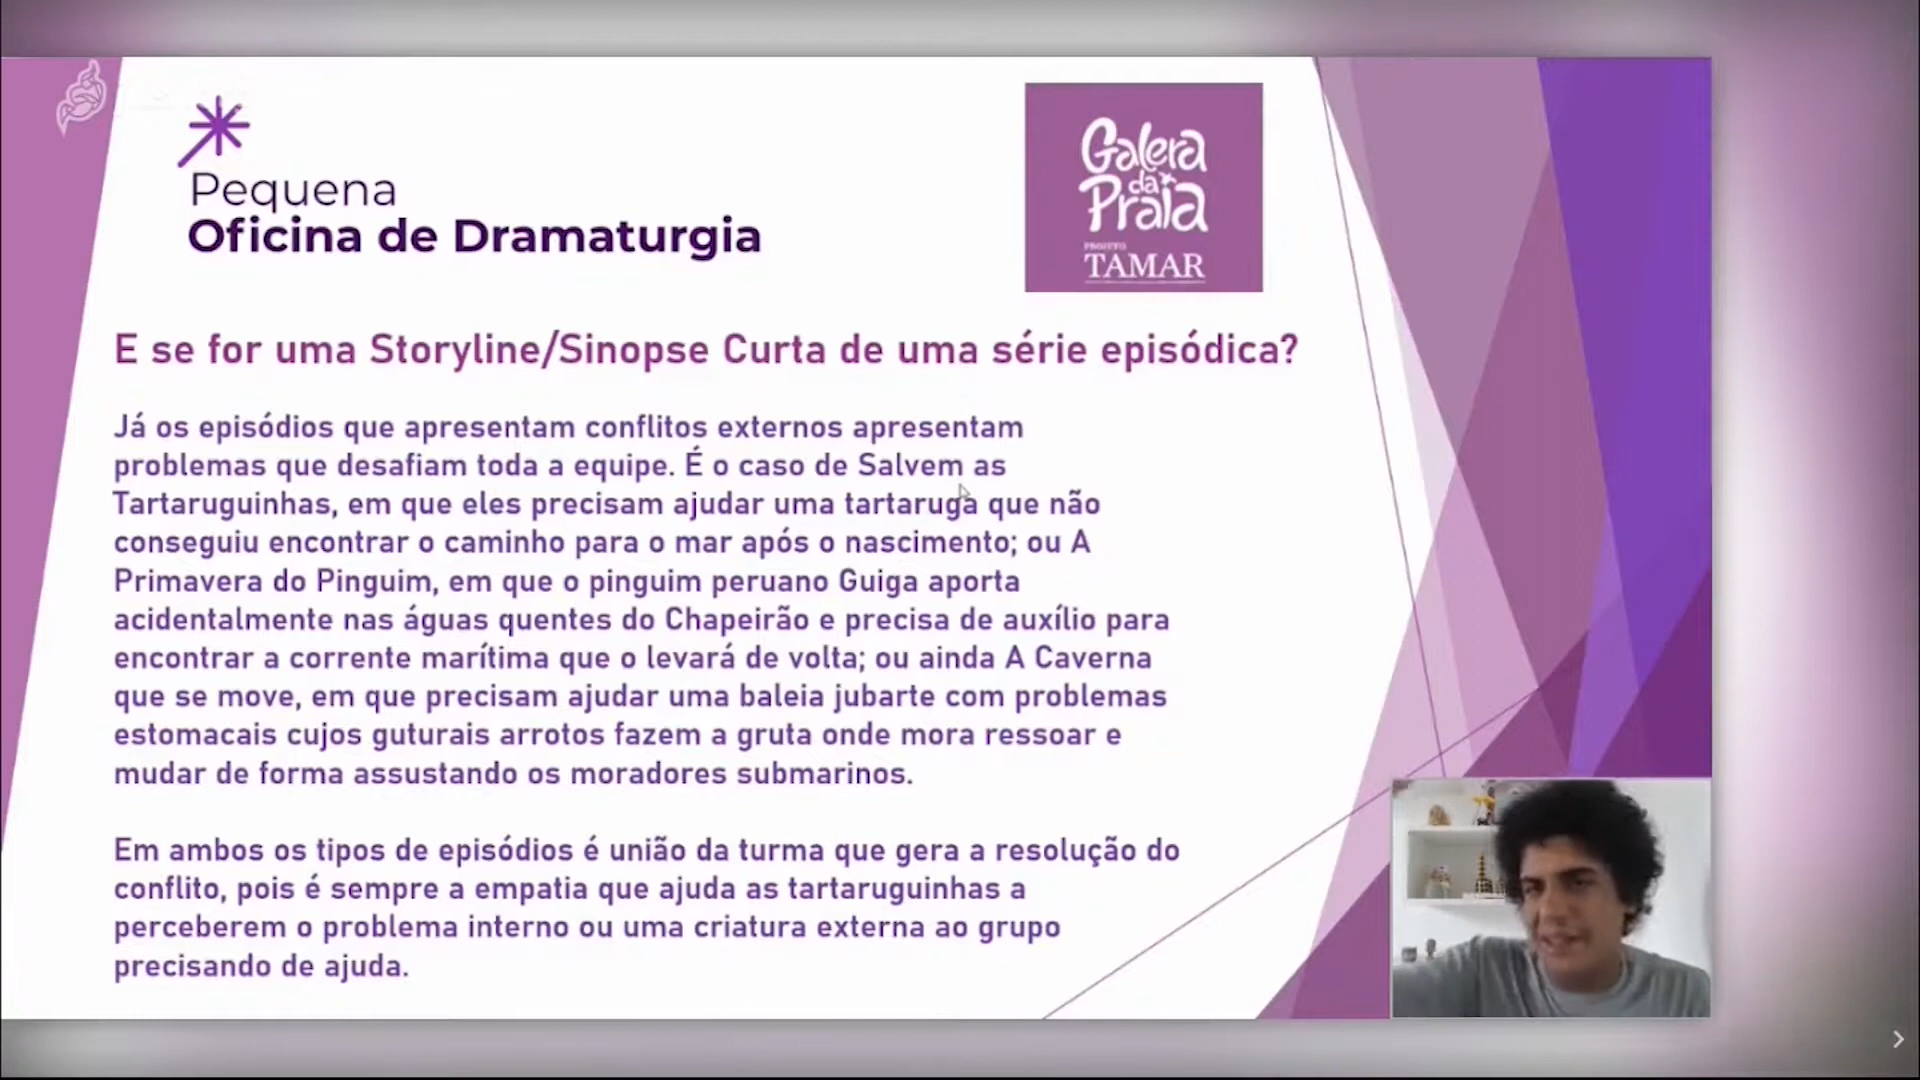 Pequena
Oficina de Dramaturgia
Galera
da
Praia
PROJETO
TAMAR
E se for uma Storyline/Sinopse Curta de uma série episódica?
Já os episódios que apresentam conflitos externos apresentam
problemas que desafiam toda a equipe. É o caso de Salvem as
Tartaruguinhas, em que eles precisam ajudar uma tartaruga que não
conseguiu encontrar o caminho para o mar após o nascimento; ou A
Primavera do Pinguim, em que o pinguim peruano Guiga aporta
acidentalmente nas águas quentes do Chapeirão e precisa de auxílio para
encontrar a corrente marítima que o levará de volta; ou ainda A Caverna
que se move, em que precisam ajudar uma baleia jubarte com problemas
estomacais cujos guturais arrotos fazem a gruta onde mora ressoar e
mudar de forma assustando os moradores submarinos.
Em ambos os tipos de episódios é união da turma que gera a resolução do
conflito, pois é sempre a empatia que ajuda as tartaruguinhas a
perceberem o problema interno ou uma criatura externa ao grupo
precisando de ajuda.